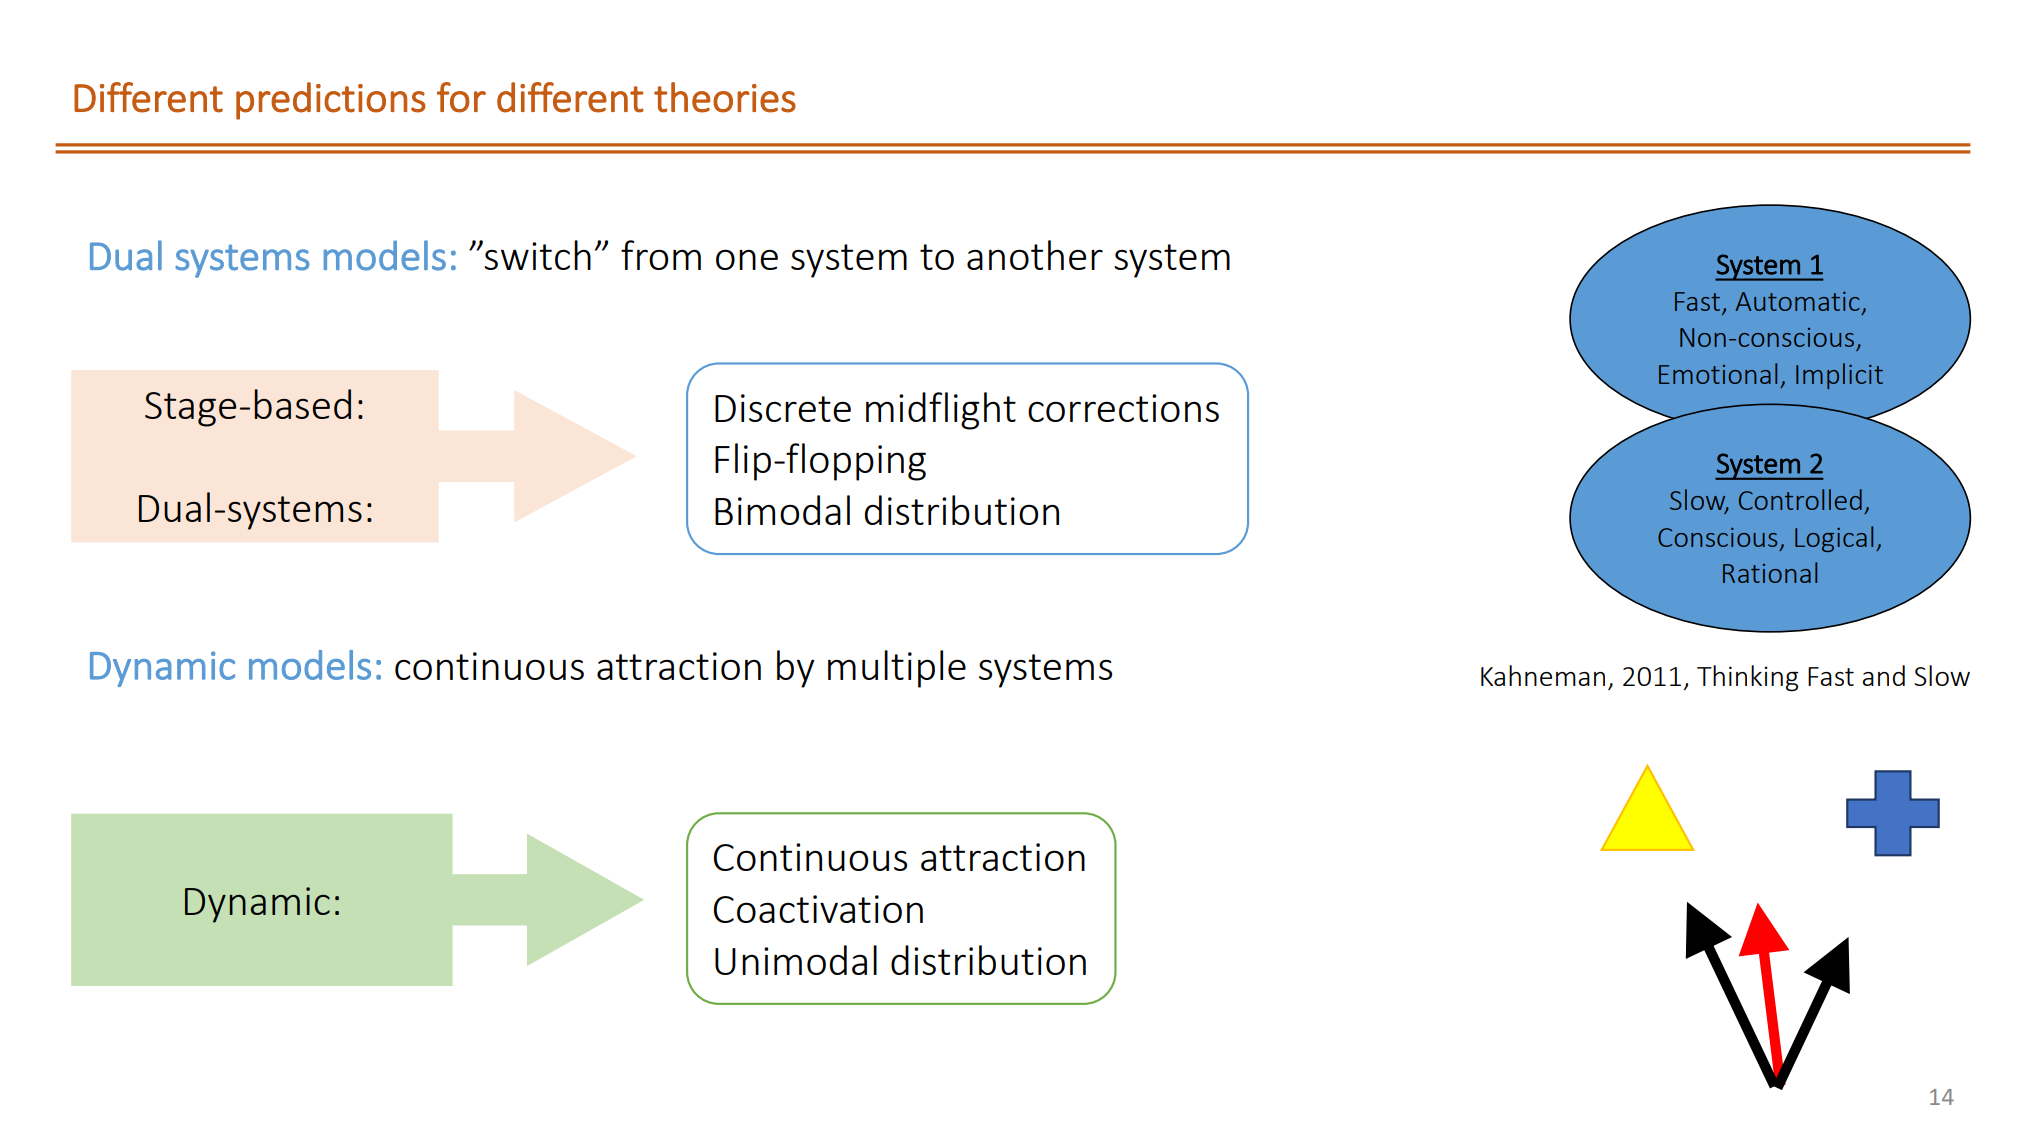 Different predictions for different theories
Dual systems models: ”switch” from one system to another system
Stage-based:
Dual-systems:
Discrete midflight corrections
Flip-flopping
Bimodal distribution
System 1
Fast, Automatic,
Non-conscious,
Emotional, Implicit
System 2
Slow, Controlled,
Conscious, Logical,
Rational
Kahneman, 2011, Thinking Fast and Slow
Dynamic models: continuous attraction by multiple systems
Dynamic:
Continuous attraction
Coactivation
Unimodal distribution
14